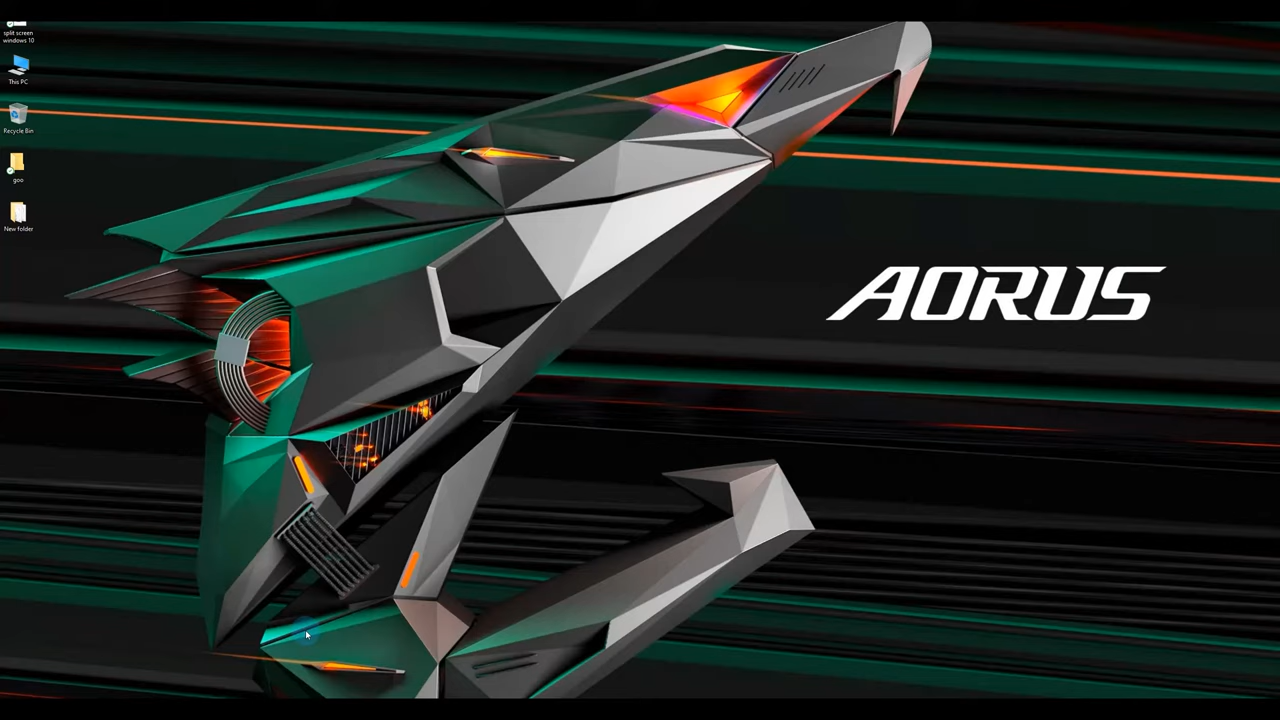 split screen
windows 10
This PC
Recycle Bin
goo
New folder
AORUS